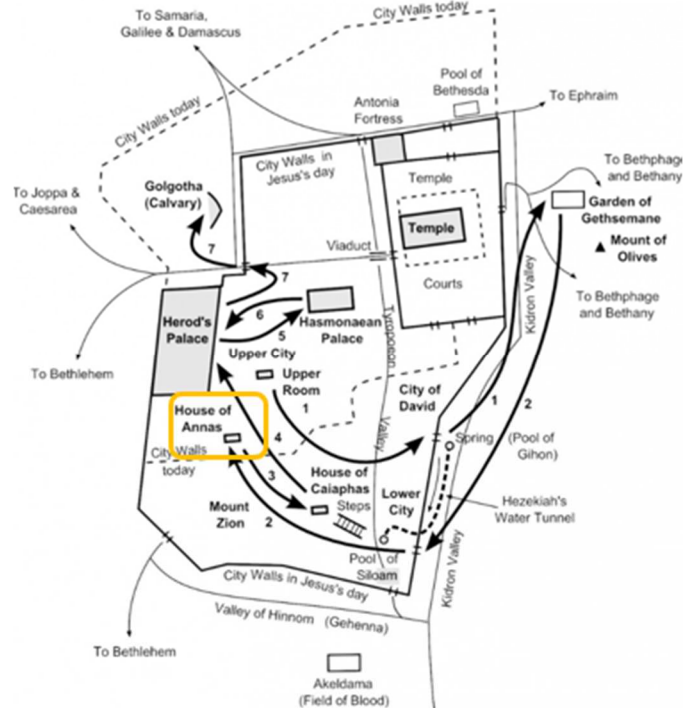 To Samaria,
Galilee & Damascus
City Walls today
Pool of
Bethesda
To Ephraim
Antonia
Fortress
City Walls today
City Walls in
Jesus's day
To Bethphage
and Bethany
Temple
Golgotha
(Calvary)
To Joppa &
Caesarea
Garden of
Gethsemane
Temple
Mount of
Olives
7
Viaduct
Courts
Kidron Valley
7
To Bethphage
and Bethany
6
Herod's
Palace
5
Hasmonaean
Palace
Tyropoean
Valley
Upper City
To Bethlehem
Upper
Room
City of
David
1
1
2
House of
Annas
4
Spring
(Pool of
Gihon)
City Walls
today
3
House of
Caiaphas
Lower
City
Steps
Hezekiah's
Water Tunnel
Mount
Zion
2
Pool of
Siloam
Kidron Valley
City Walls in Jesus's day
Valley of Hinnom (Gehenna)
To Bethlehem
Akeldama
(Field of Blood)